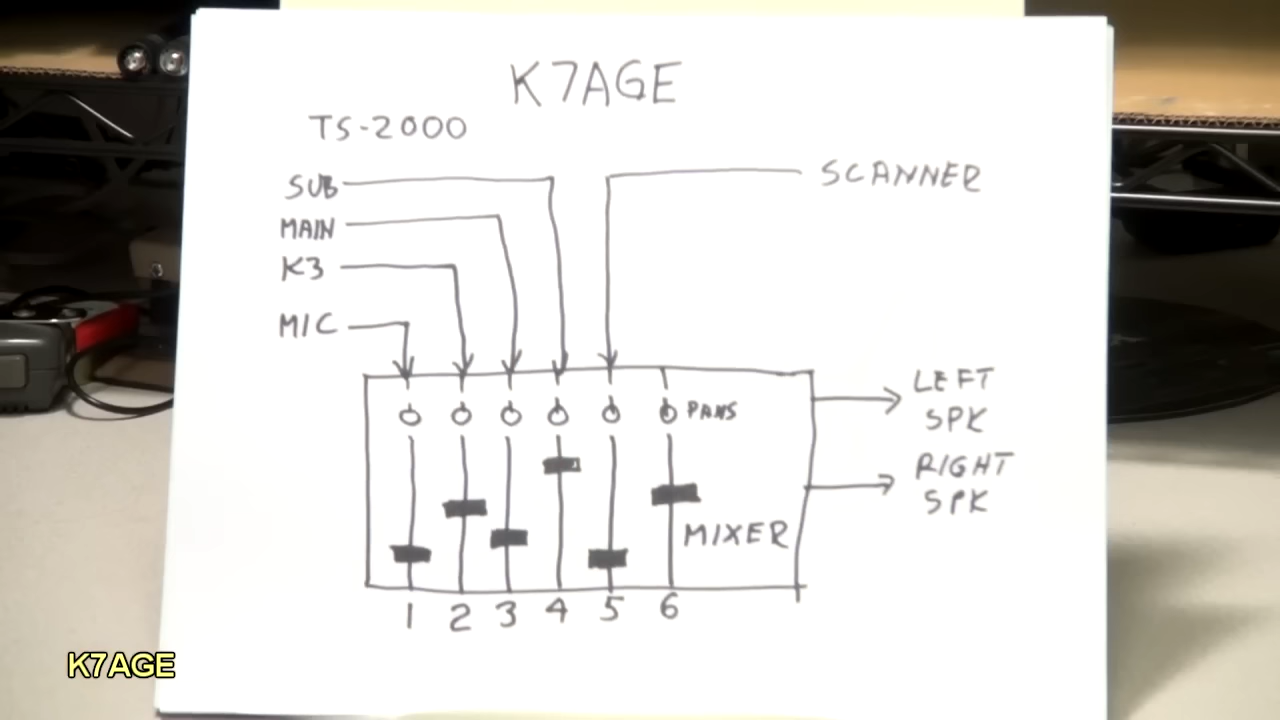 K7AGE
TS-2000
SUB
SCANNER
MAIN
K3
MIC
LEFT
SPK
PANS
RIGHT
SPK
MIXER
1 2 3 4 5 6
K7AGE